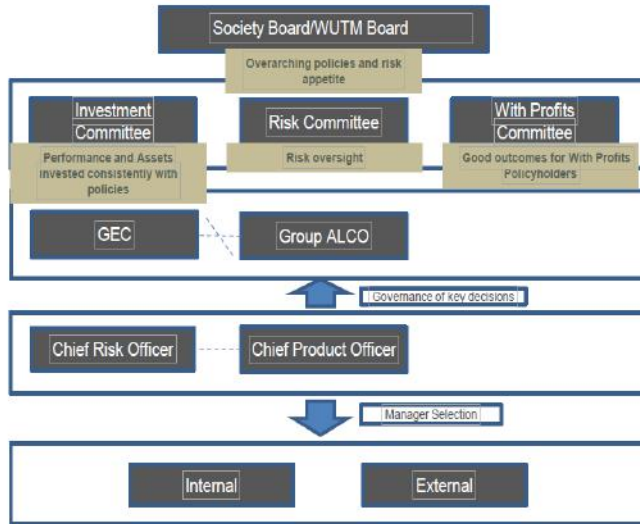 Society Board/WUTM Board
Overarching policies and risk
appetite
Investment
Committee
Risk Committee
With Profits
Committee
Performance and Assets
invested consistently with
policies
Risk oversight
Good outcomes for With Profits
Policyholders
GEC
Group ALCO
Governance of key decisions
Chief Risk Officer
Chief Product Officer
Manager Selection
Internal
External